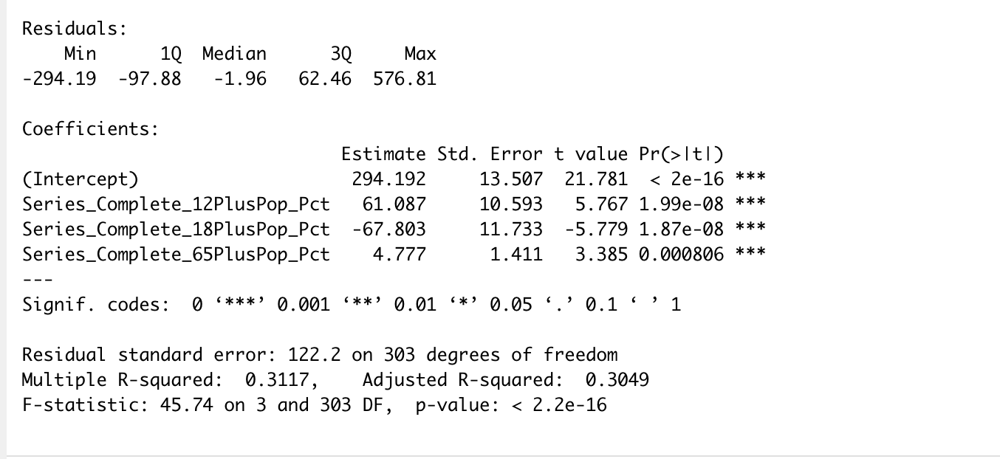 Residuals:
    Min      1Q  Median      3Q     Max
-294.19  -97.88   -1.96   62.46  576.81
Coefficients:
                              Estimate Std. Error t value Pr(>|t|)
(Intercept)                    294.192     13.507  21.781  < 2e-16 ***
Series_Complete_12PlusPop_Pct   61.087     10.593   5.767 1.99e-08 ***
Series_Complete_18PlusPop_Pct  -67.803     11.733  -5.779 1.87e-08 ***
Series_Complete_65PlusPop_Pct    4.777      1.411   3.385 0.000806 ***
---
Signif. codes:  0 ‘***’ 0.001 ‘**’ 0.01 ‘*’ 0.05 ‘.’ 0.1 ‘ ’ 1
Residual standard error: 122.2 on 303 degrees of freedom
Multiple R-squared:  0.3117,    Adjusted R-squared:  0.3049
F-statistic: 45.74 on 3 and 303 DF,  p-value: < 2.2e-16